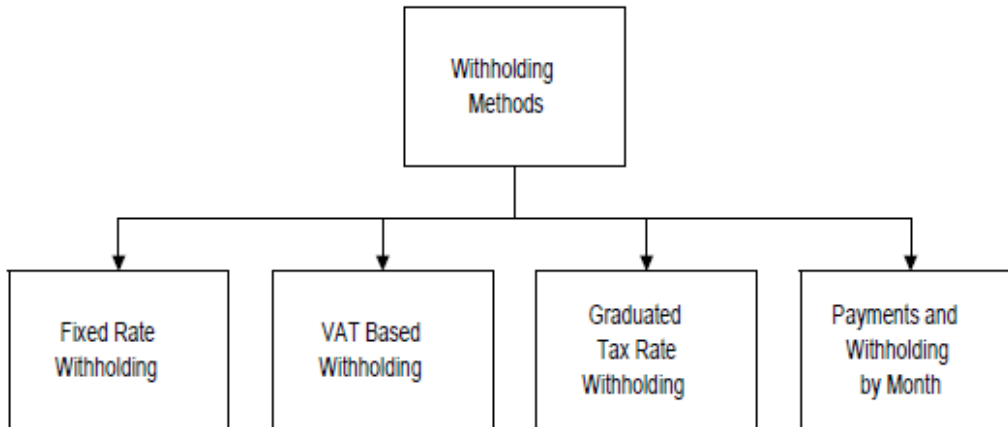 Withholding
Methods
Fixed Rate
Withholding
VAT Based
Withholding
Graduated
Tax Rate
Withholding
Payments and
Withholding
by Month